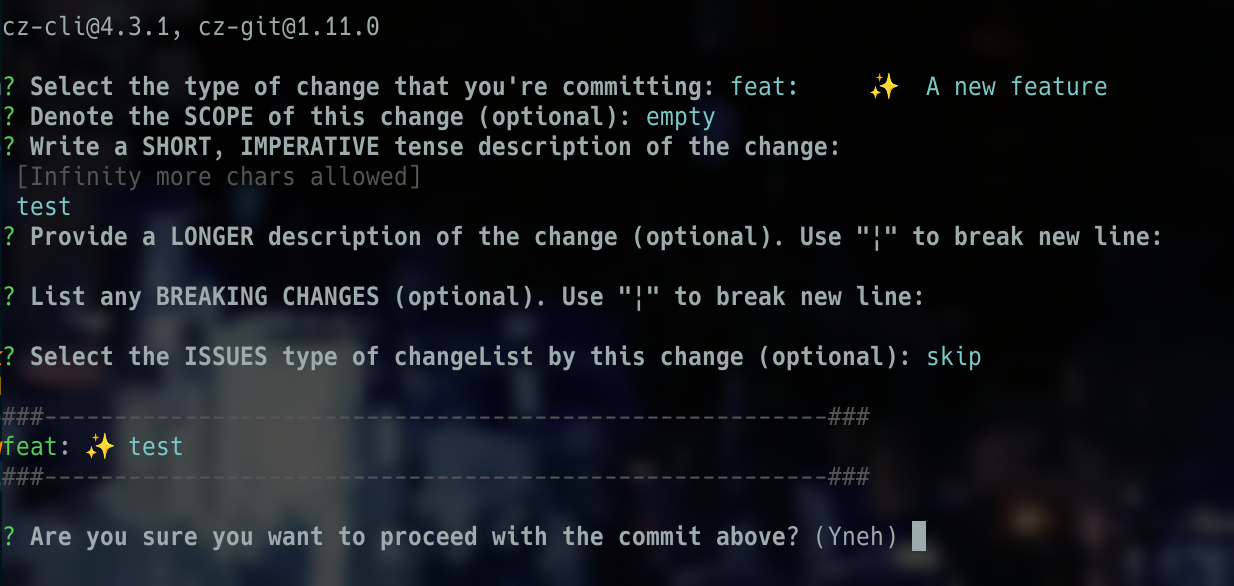 cz-cli@4.3.1, cz-git@1.11.0
? Select the type of change that you're committing: feat: ✨ A new feature
? Denote the SCOPE of this change (optional): empty
? Write a SHORT, IMPERATIVE tense description of the change:
[Infinity more chars allowed]
test
? Provide a LONGER description of the change (optional). Use "¦" to break new line:
? List any BREAKING CHANGES (optional). Use "¦" to break new line:
? Select the ISSUES type of changeList by this change (optional): skip
###--------------------------------------------------------###
feat: ✨ test
###--------------------------------------------------------###
? Are you sure you want to proceed with the commit above? (Yneh)